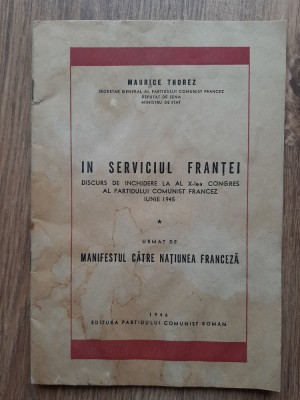 MAURICE THOREZ
SECRETAR GENERAL AL PARTIDULUI COMUNIST FRANCEZ
DEPUTAT DE SENA
MINISTRU DE STAT
IN SERVICIUL FRANȚEI
DISCURS DE INCHIDERE LA AL X-lea CONGRES
AL PARTIDULUI COMUNIST FRANCEZ
IUNIE 1945
★
URMAT DE
MANIFESTUL CĂTRE NAȚIUNEA FRANCEZĂ
1946
EDITURA PARTIDULUI COMUNIST ROMÂN